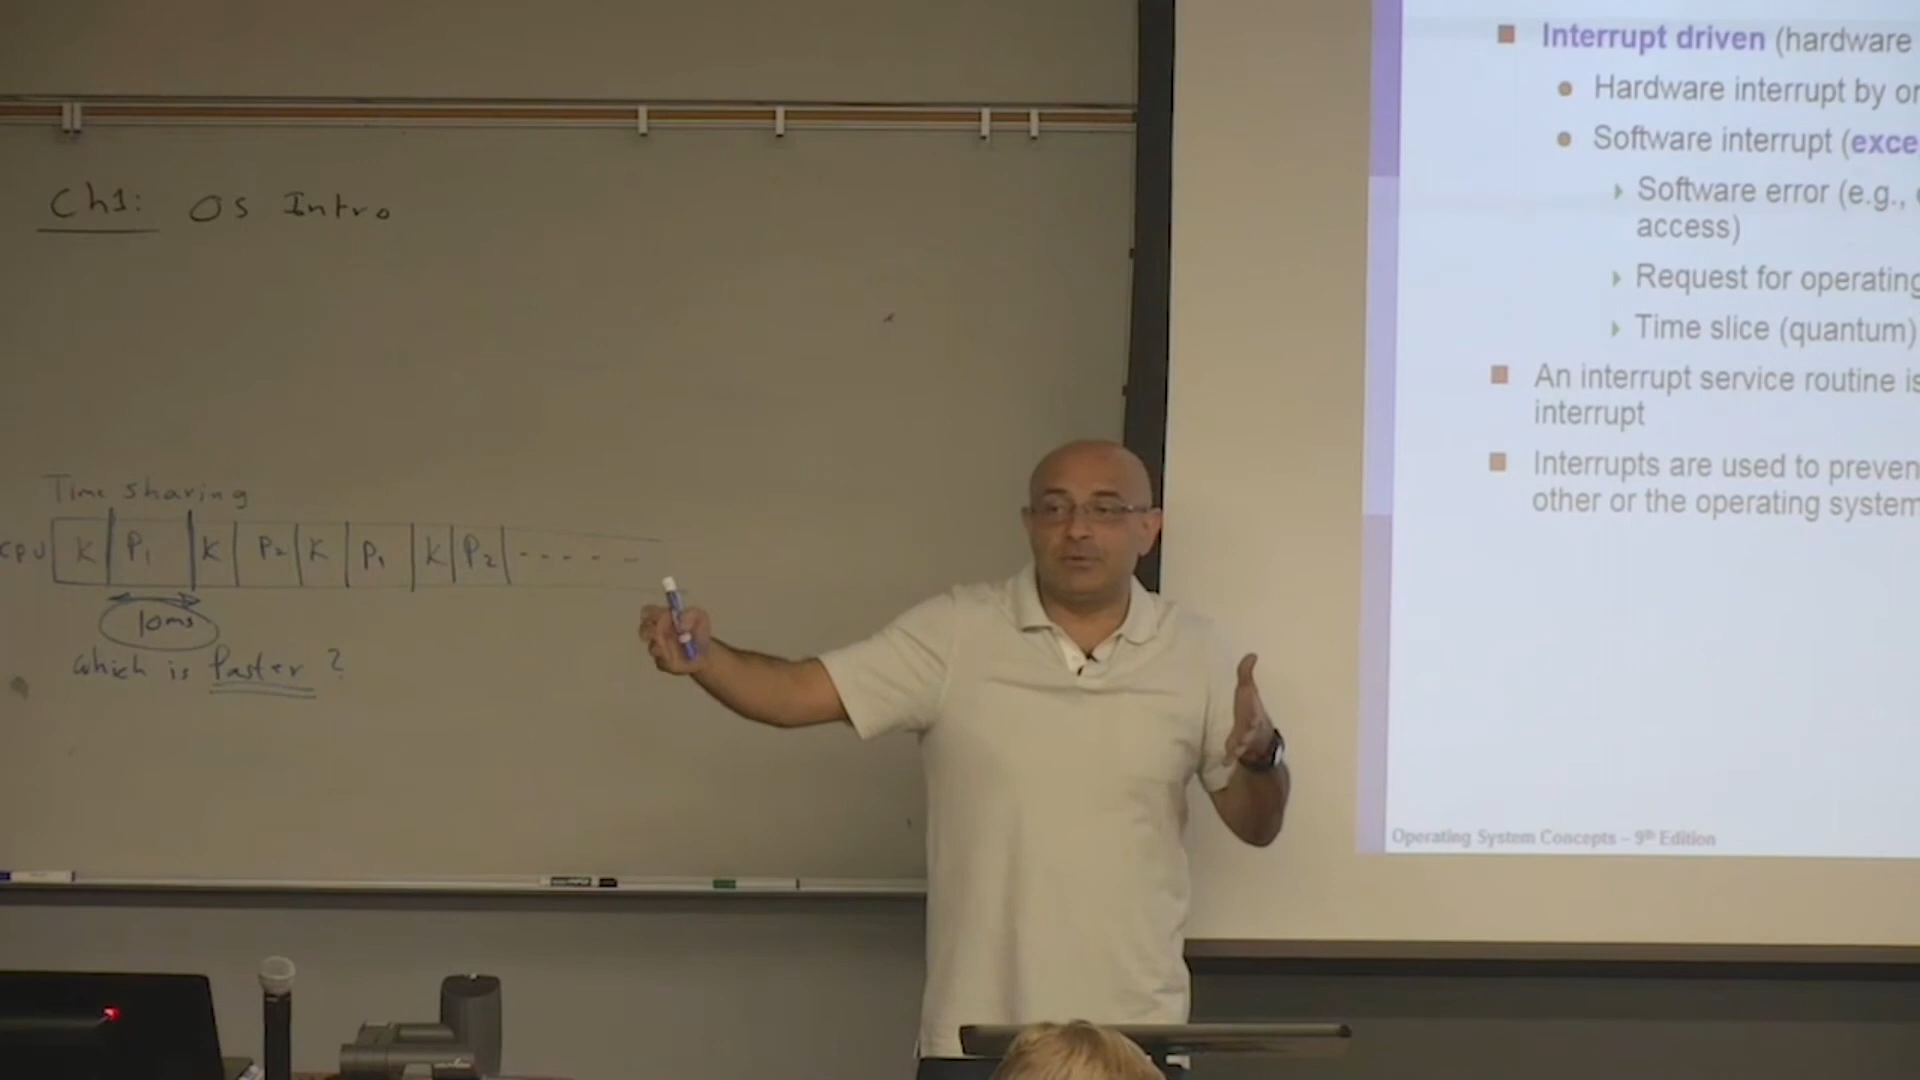 Ch1: OS Intro
Time sharing
CPU K P1 K P2 K P1 K P2 - - - - -
10ms
which is faster?
Interrupt driven (hardware
Hardware interrupt by
Software interrupt (exce
Software error (e.g.,
access)
Request for operating
Time slice (quantum)
An interrupt service routine is
interrupt
Interrupts are used to preven
other or the operating system
Operating System Concepts – 9th Edition